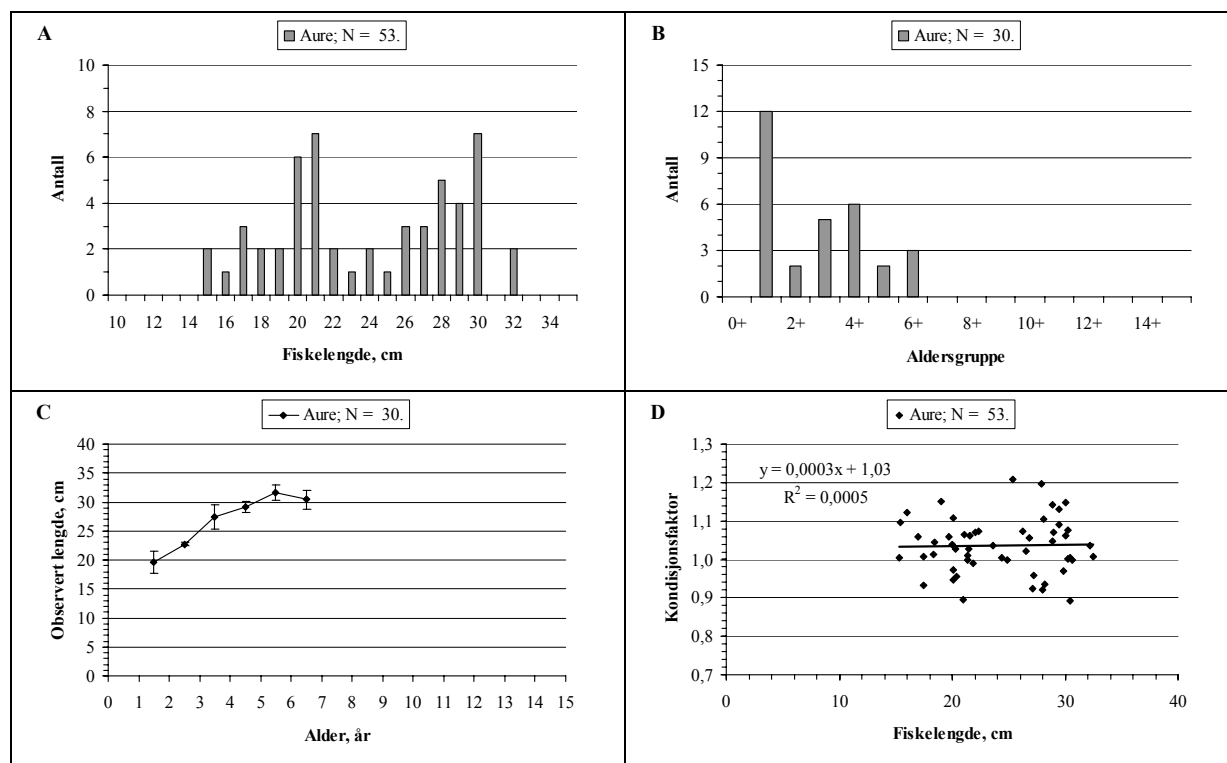 A
Aure; N = 53.
Antall
10
8
6
4
2
0
10 12 14 16 18 20 22 24 26 28 30 32 34
Fiskelengde, cm
B
Aure; N = 30.
Antall
15
12
9
6
3
0
0+ 2+ 4+ 6+ 8+ 10+ 12+ 14+
Aldersgruppe
C
Aure; N = 30.
Observert lengde, cm
40
35
30
25
20
15
10
5
0
0 1 2 3 4 5 6 7 8 9 10 11 12 13 14 15
Alder, år
D
Aure; N = 53.
Kondisjonsfaktor
1,3
1,2
1,1
1,0
0,9
0,8
0,7
y = 0,0003x + 1,03
R² = 0,0005
0 10 20 30 40
Fiskelengde, cm